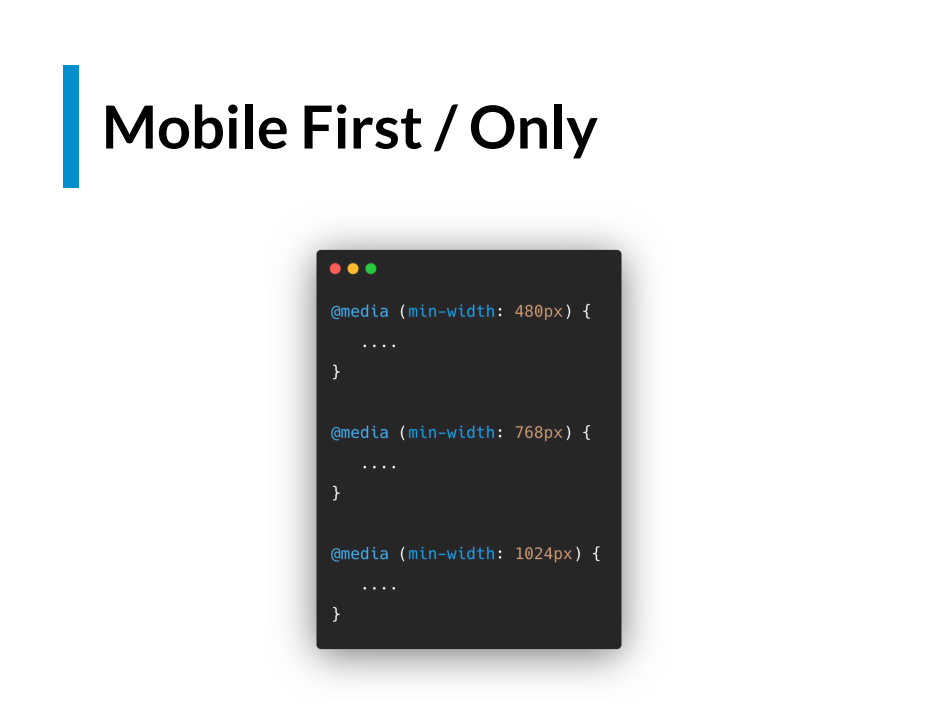 Mobile First / Only
@media (min-width: 480px) {
....
}
@media (min-width: 768px) {
....
}
@media (min-width: 1024px) {
....
}